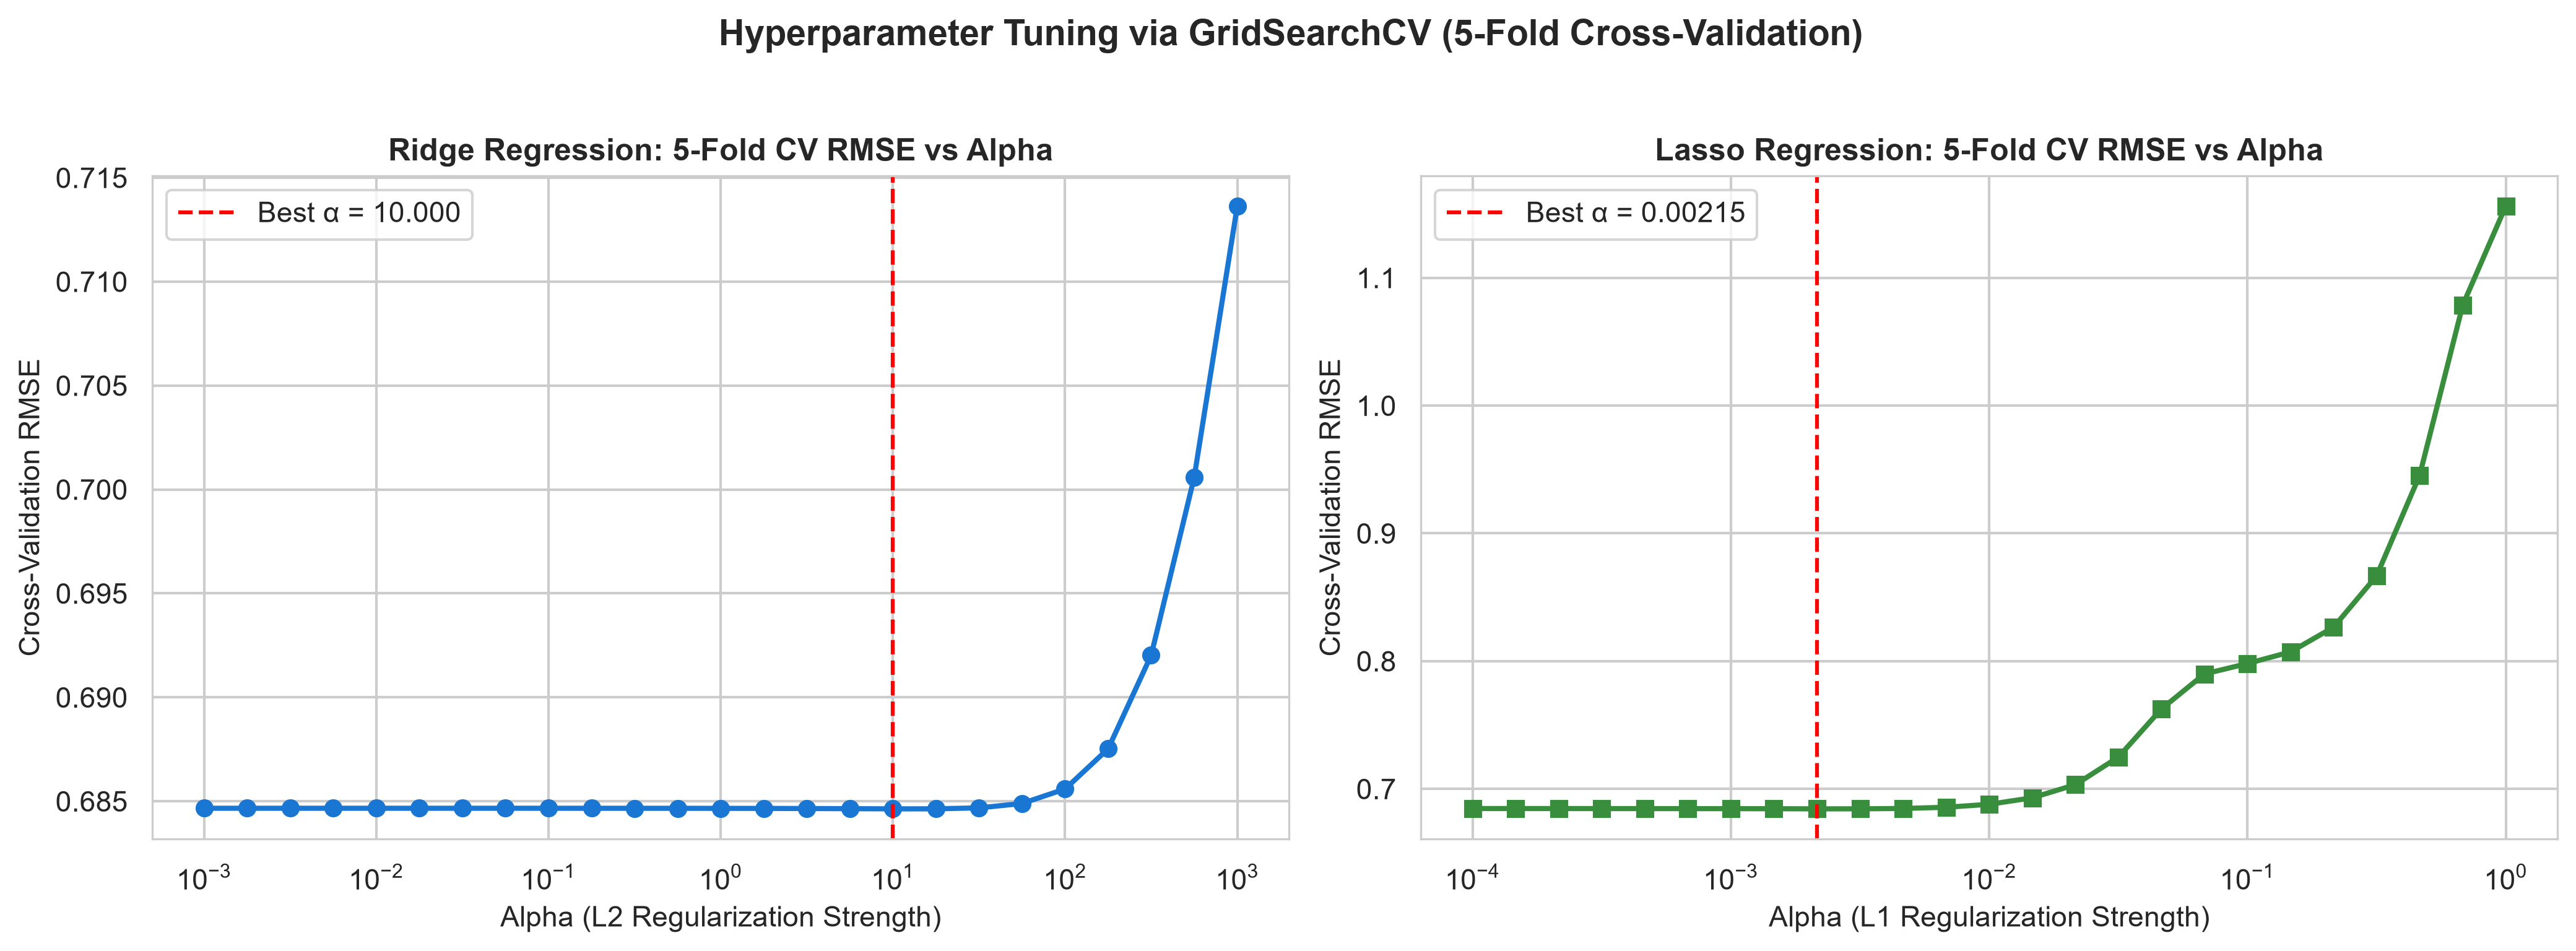 Hyperparameter Tuning via GridSearchCV (5-Fold Cross-Validation)
Ridge Regression: 5-Fold CV RMSE vs Alpha
Best α = 10.000
Cross-Validation RMSE
0.715
0.710
0.705
0.700
0.695
0.690
0.685
10⁻³ 10⁻² 10⁻¹ 10⁰ 10¹ 10² 10³
Alpha (L2 Regularization Strength)
Lasso Regression: 5-Fold CV RMSE vs Alpha
Best α = 0.00215
Cross-Validation RMSE
1.1
1.0
0.9
0.8
0.7
10⁻⁴ 10⁻³ 10⁻² 10⁻¹ 10⁰
Alpha (L1 Regularization Strength)